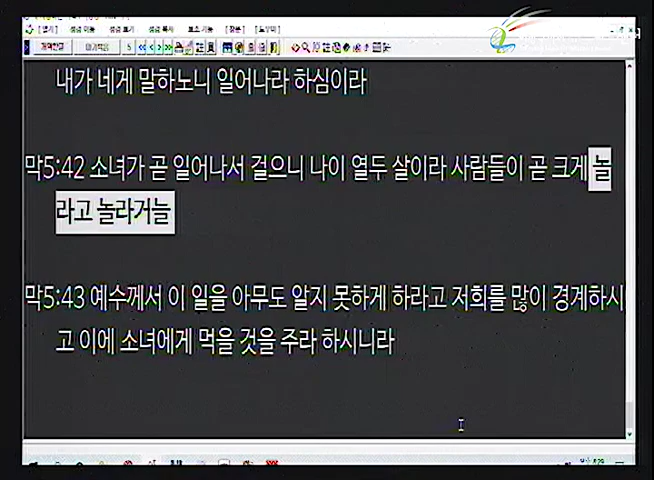 내가 네게 말하노니 일어나라 하심이라
막5:42 소녀가 곧 일어나서 걸으니 나이 열두 살이라 사람들이 곧 크게 놀
라고 놀라거늘
막5:43 예수께서 이 일을 아무도 알지 못하게 하라고 저희를 많이 경계하시
고 이에 소녀에게 먹을 것을 주라 하시니라